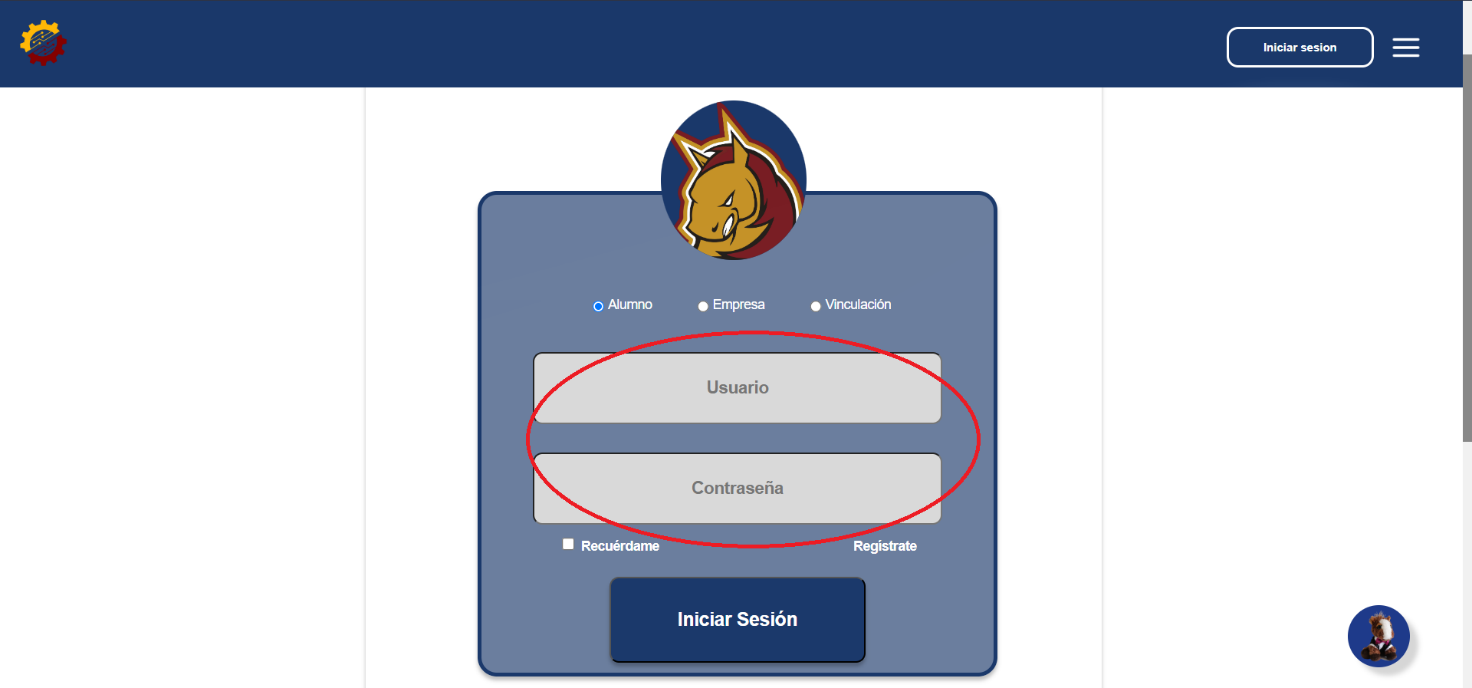 Iniciar sesion
Alumno Empresa Vinculación
Usuario
Contraseña
Recuérdame Registrate
Iniciar Sesión